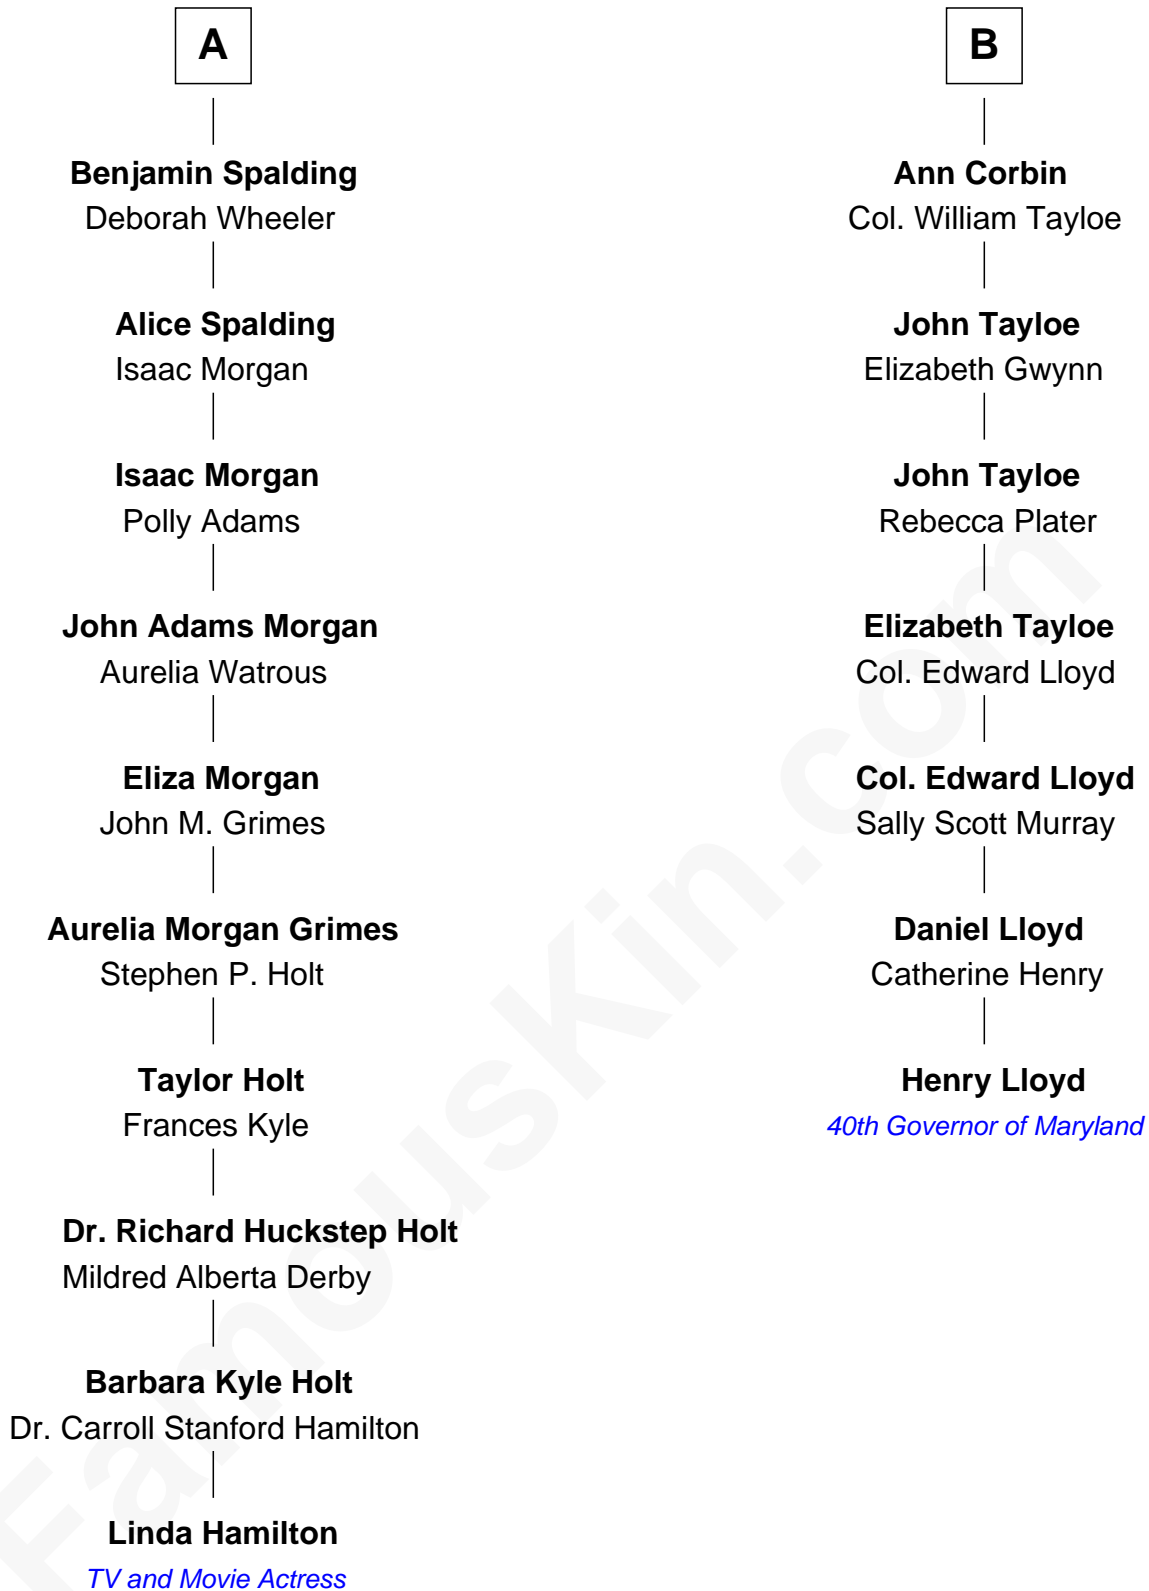 A
Benjamin Spalding
Deborah Wheeler
Alice Spalding
Isaac Morgan
Isaac Morgan
Polly Adams
John Adams Morgan
Aurelia Watrous
Eliza Morgan
John M. Grimes
Aurelia Morgan Grimes
Stephen P. Holt
Taylor Holt
Frances Kyle
Dr. Richard Huckstep Holt
Mildred Alberta Derby
Barbara Kyle Holt
Dr. Carroll Stanford Hamilton
Linda Hamilton
TV and Movie Actress
B
Ann Corbin
Col. William Tayloe
John Tayloe
Elizabeth Gwynn
John Tayloe
Rebecca Plater
Elizabeth Tayloe
Col. Edward Lloyd
Col. Edward Lloyd
Sally Scott Murray
Daniel Lloyd
Catherine Henry
Henry Lloyd
40th Governor of Maryland
FamousKin.com